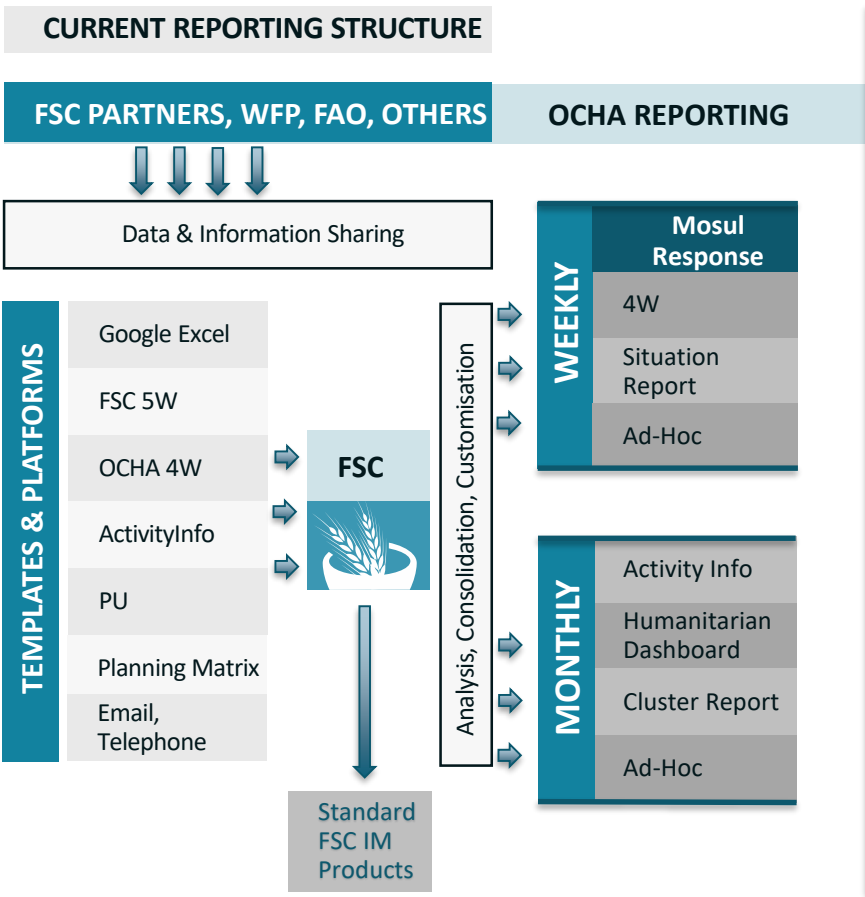 CURRENT REPORTING STRUCTURE
FSC PARTNERS, WFP, FAO, OTHERS
OCHA REPORTING
Data & Information Sharing
TEMPLATES & PLATFORMS
Google Excel
FSC 5W
OCHA 4W
ActivityInfo
PU
Planning Matrix
Email,
Telephone
FSC
Standard
FSC IM
Products
Analysis, Consolidation, Customisation
WEEKLY
Mosul
Response
4W
Situation
Report
Ad-Hoc
MONTHLY
Activity Info
Humanitarian
Dashboard
Cluster Report
Ad-Hoc